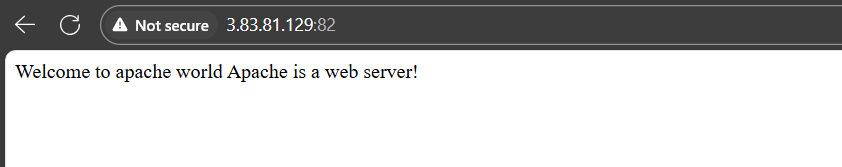 Not secure 3.83.81.129:82
Welcome to apache world Apache is a web server!